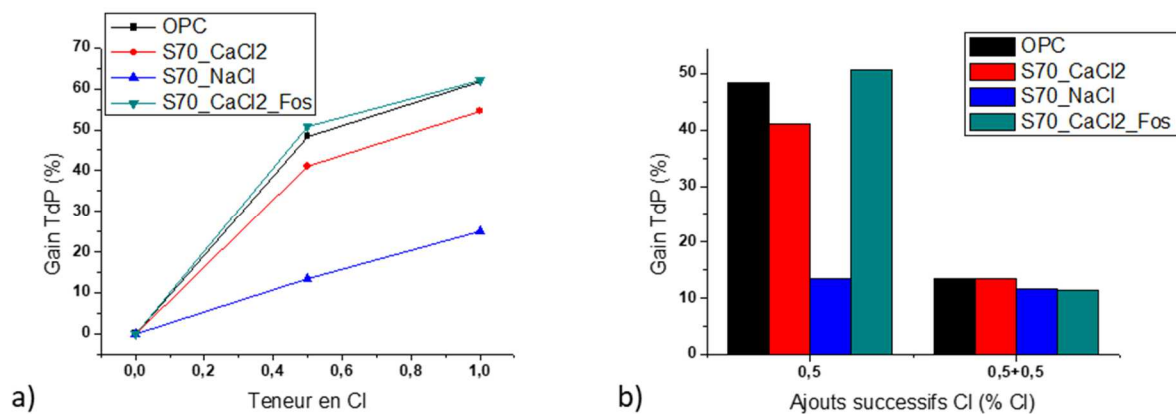 OPC
S70_CaCl2
S70_NaCl
S70_CaCl2_Fos
70
60
50
40
30
20
10
0
Gain TdP (%)
0,0 0,2 0,4 0,6 0,8 1,0
Teneur en Cl
a)
OPC
S70_CaCl2
S70_NaCl
S70_CaCl2_Fos
50
40
30
20
10
0
Gain TdP (%)
0,5 0,5+0,5
Ajouts successifs Cl (% Cl)
b)